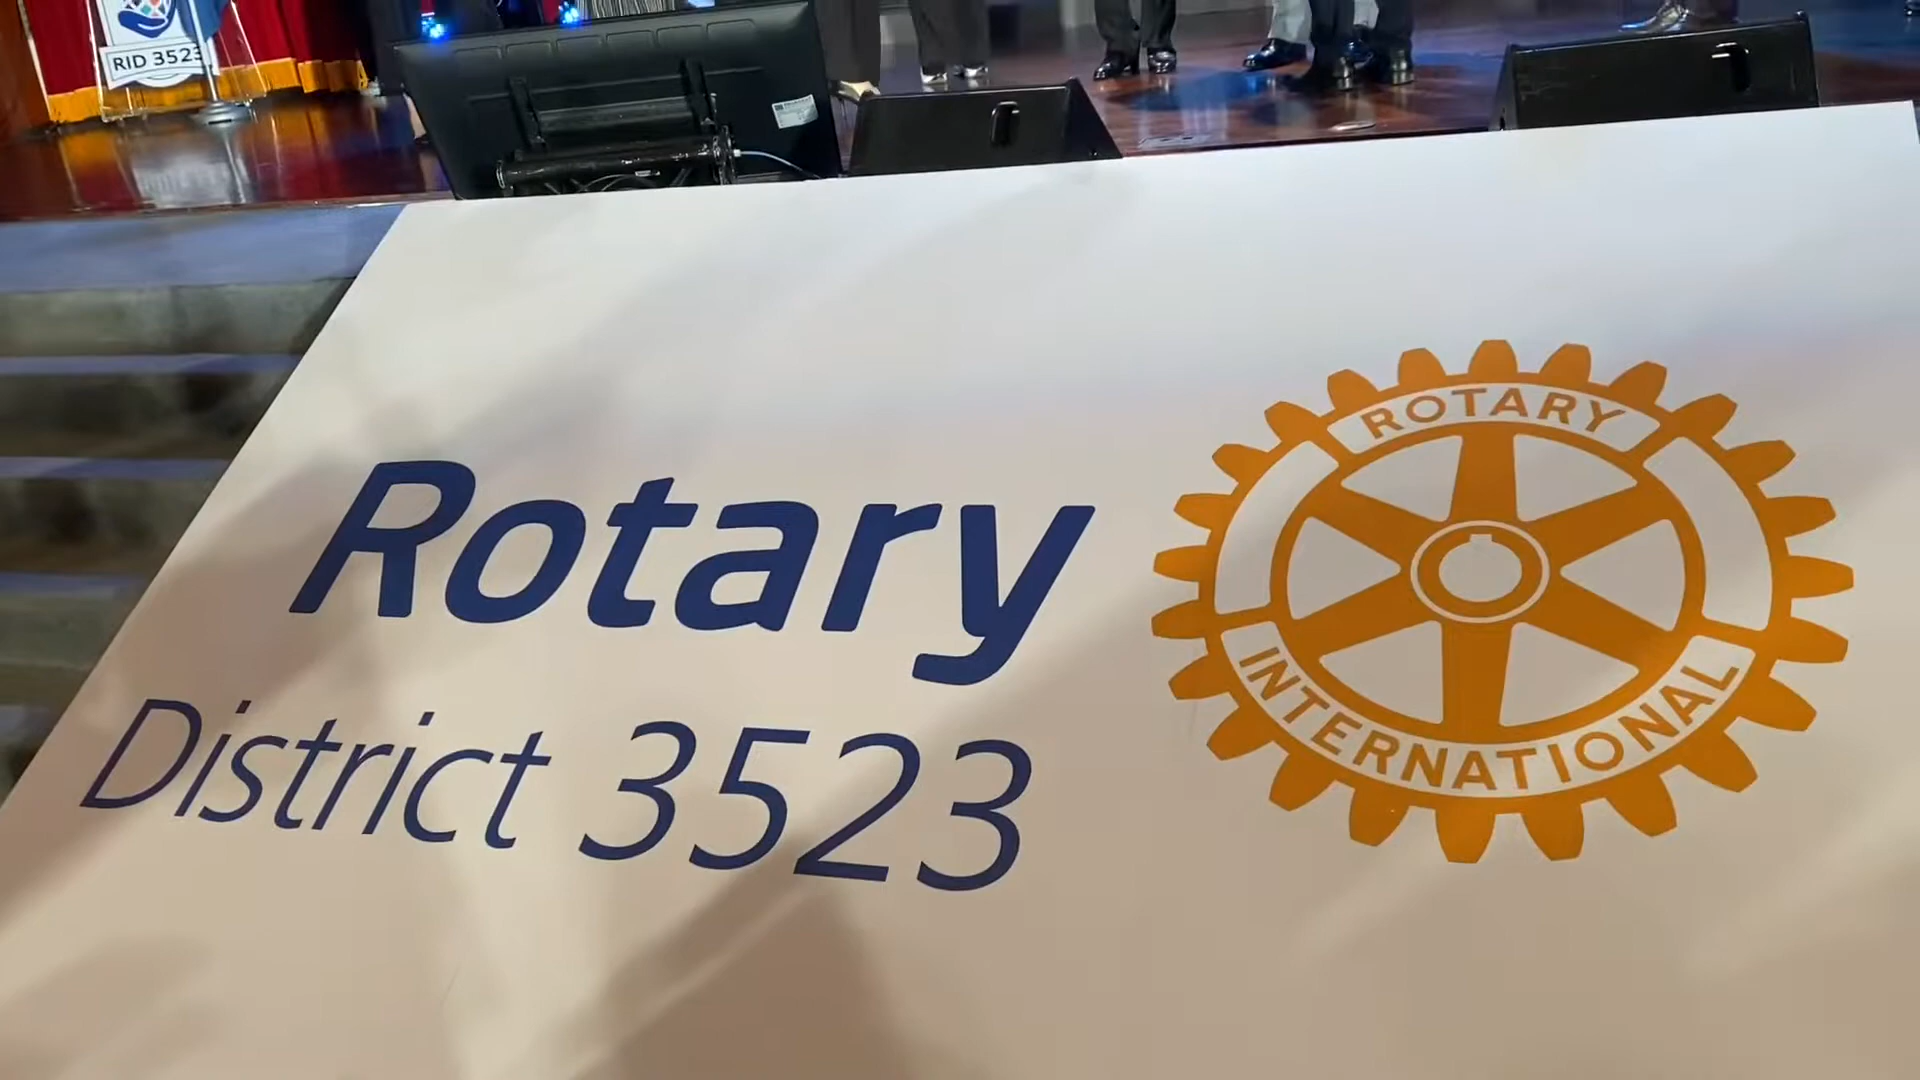 RID 3523
Rotary
District 3523
ROTARY
INTERNATIONAL